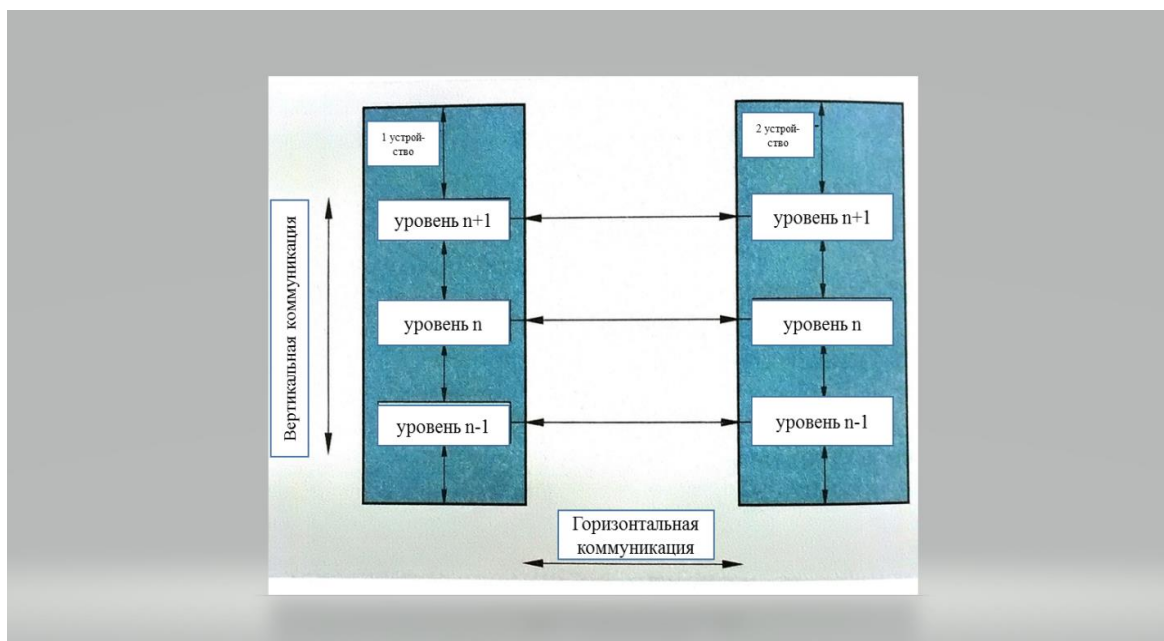 1 устрой-
ство
2 устрой-
ство
уровень n+1
уровень n+1
Вертикальная коммуникация
уровень n
уровень n
уровень n-1
уровень n-1
Горизонтальная
коммуникация